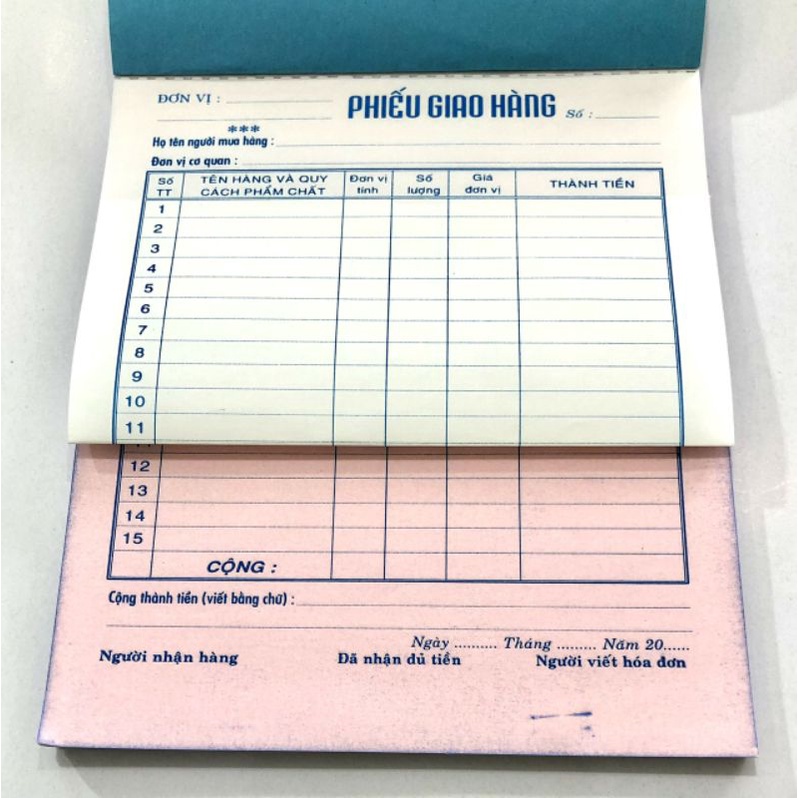 ĐƠN VỊ :
PHIẾU GIAO HÀNG
Số :
***
Họ tên người mua hàng :
Đơn vị cơ quan :
Số TT
TÊN HÀNG VÀ QUY CÁCH PHẨM CHẤT
Đơn vị tính
Số lượng
Giá đơn vị
THÀNH TIỀN
1
2
3
4
5
6
7
8
9
10
11
12
13
14
15
CỘNG :
Cộng thành tiền (viết bằng chữ) :
Ngày .......... Tháng ......... Năm 20......
Người nhận hàng
Đã nhận đủ tiền
Người viết hóa đơn